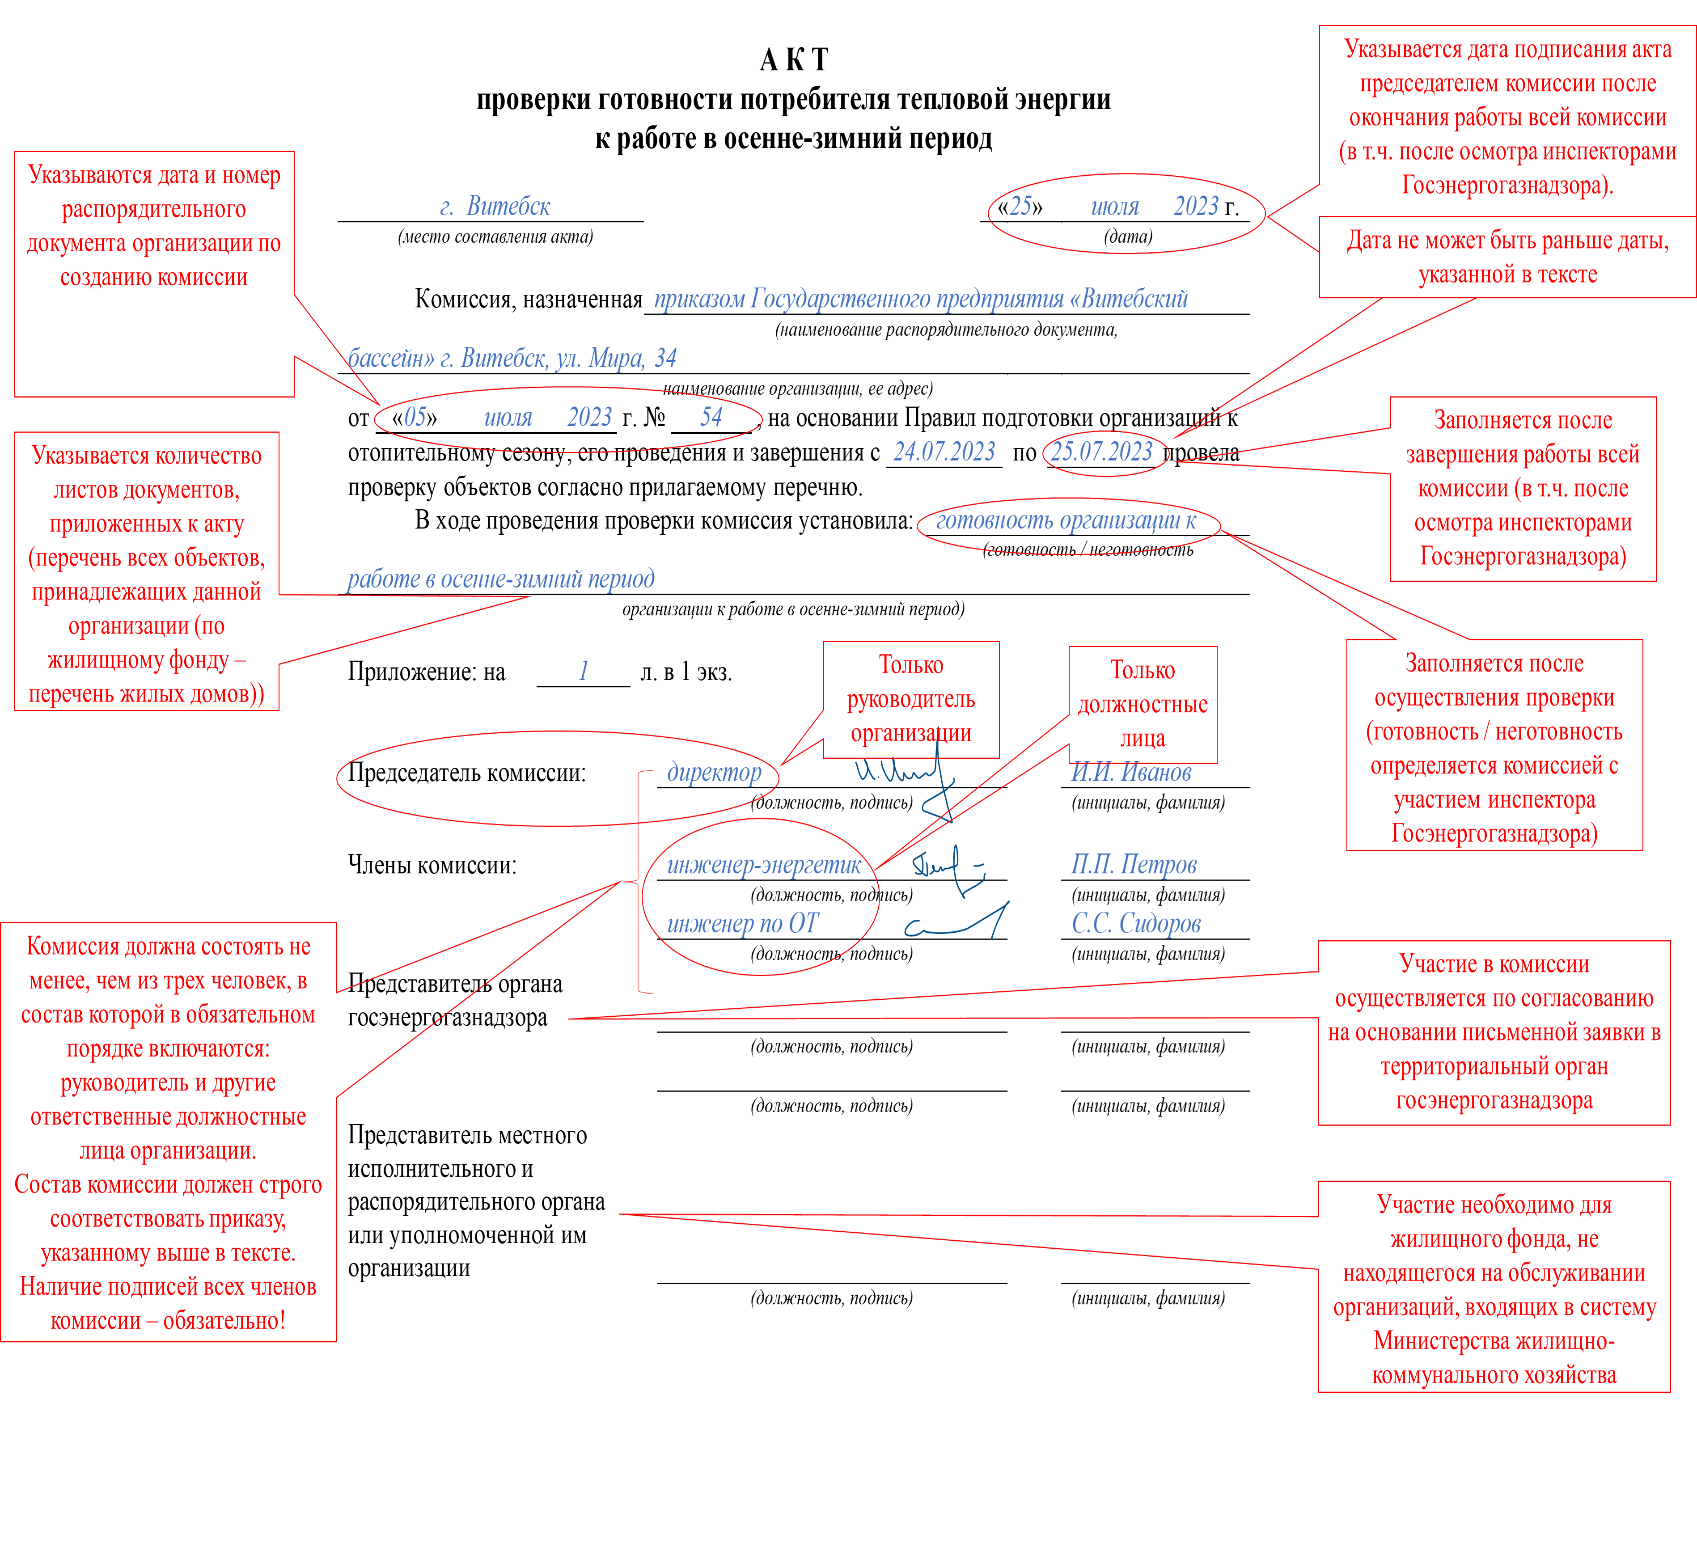 А К Т
проверки готовности потребителя тепловой энергии
к работе в осенне-зимний период
г. Витебск
«25» июля 2023 г.
(место составления акта)
(дата)
Комиссия, назначенная приказом Государственного предприятия «Витебский
(наименование распорядительного документа,
бассейн» г. Витебск, ул. Мира, 34
наименование организации, ее адрес)
от «05» июля 2023 г. № 54 , на основании Правил подготовки организаций к
отопительному сезону, его проведения и завершения с 24.07.2023 по 25.07.2023 провела
проверку объектов согласно прилагаемому перечню.
В ходе проведения проверки комиссия установила: готовность организации к
(готовность / неготовность
работе в осенне-зимний период
организации к работе в осенне-зимний период)
Приложение: на 1 л. в 1 экз.
Председатель комиссии: директор И.И. Иванов
(должность, подпись) (инициалы, фамилия)
Члены комиссии: инженер-энергетик П.П. Петров
(должность, подпись) (инициалы, фамилия)
инженер по ОТ С.С. Сидоров
(должность, подпись) (инициалы, фамилия)
Представитель органа
госэнергогазнадзора
(должность, подпись) (инициалы, фамилия)
(должность, подпись) (инициалы, фамилия)
Представитель местного
исполнительного и
распорядительного органа
или уполномоченной им
организации
(должность, подпись) (инициалы, фамилия)
Указываются дата и номер
распорядительного
документа организации по
созданию комиссии
Указывается количество
листов документов,
приложенных к акту
(перечень всех объектов,
принадлежащих данной
организации (по
жилищному фонду –
перечень жилых домов))
Комиссия должна состоять не
менее, чем из трех человек, в
состав которой в обязательном
порядке включаются:
руководитель и другие
ответственные должностные
лица организации.
Состав комиссии должен строго
соответствовать приказу,
указанному выше в тексте.
Наличие подписей всех членов
комиссии – обязательно!
Только
руководитель
организации
Только
должностные
лица
Указывается дата подписания акта
председателем комиссии после
окончания работы всей комиссии
(в т.ч. после осмотра инспекторами
Госэнергогазнадзора).
Дата не может быть раньше даты,
указанной в тексте
Заполняется после
завершения работы всей
комиссии (в т.ч. после
осмотра инспекторами
Госэнергогазнадзора)
Заполняется после
осуществления проверки
(готовность / неготовность
определяется комиссией с
участием инспектора
Госэнергогазнадзора)
Участие в комиссии
осуществляется по согласованию
на основании письменной заявки в
территориальный орган
госэнергогазнадзора
Участие необходимо для
жилищного фонда, не
находящегося на обслуживании
организаций, входящих в систему
Министерства жилищно-
коммунального хозяйства